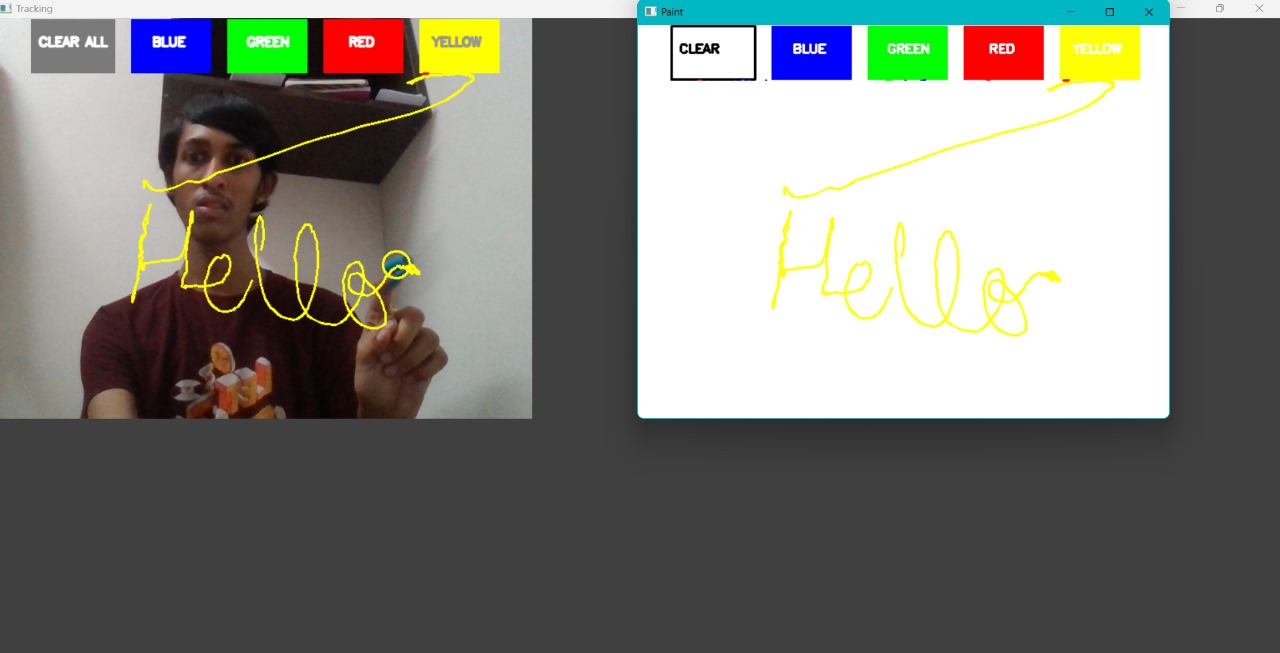 Tracking
Paint
CLEAR ALL BLUE GREEN RED YELLOW
CLEAR BLUE GREEN RED YELLOW
Hello
Hello